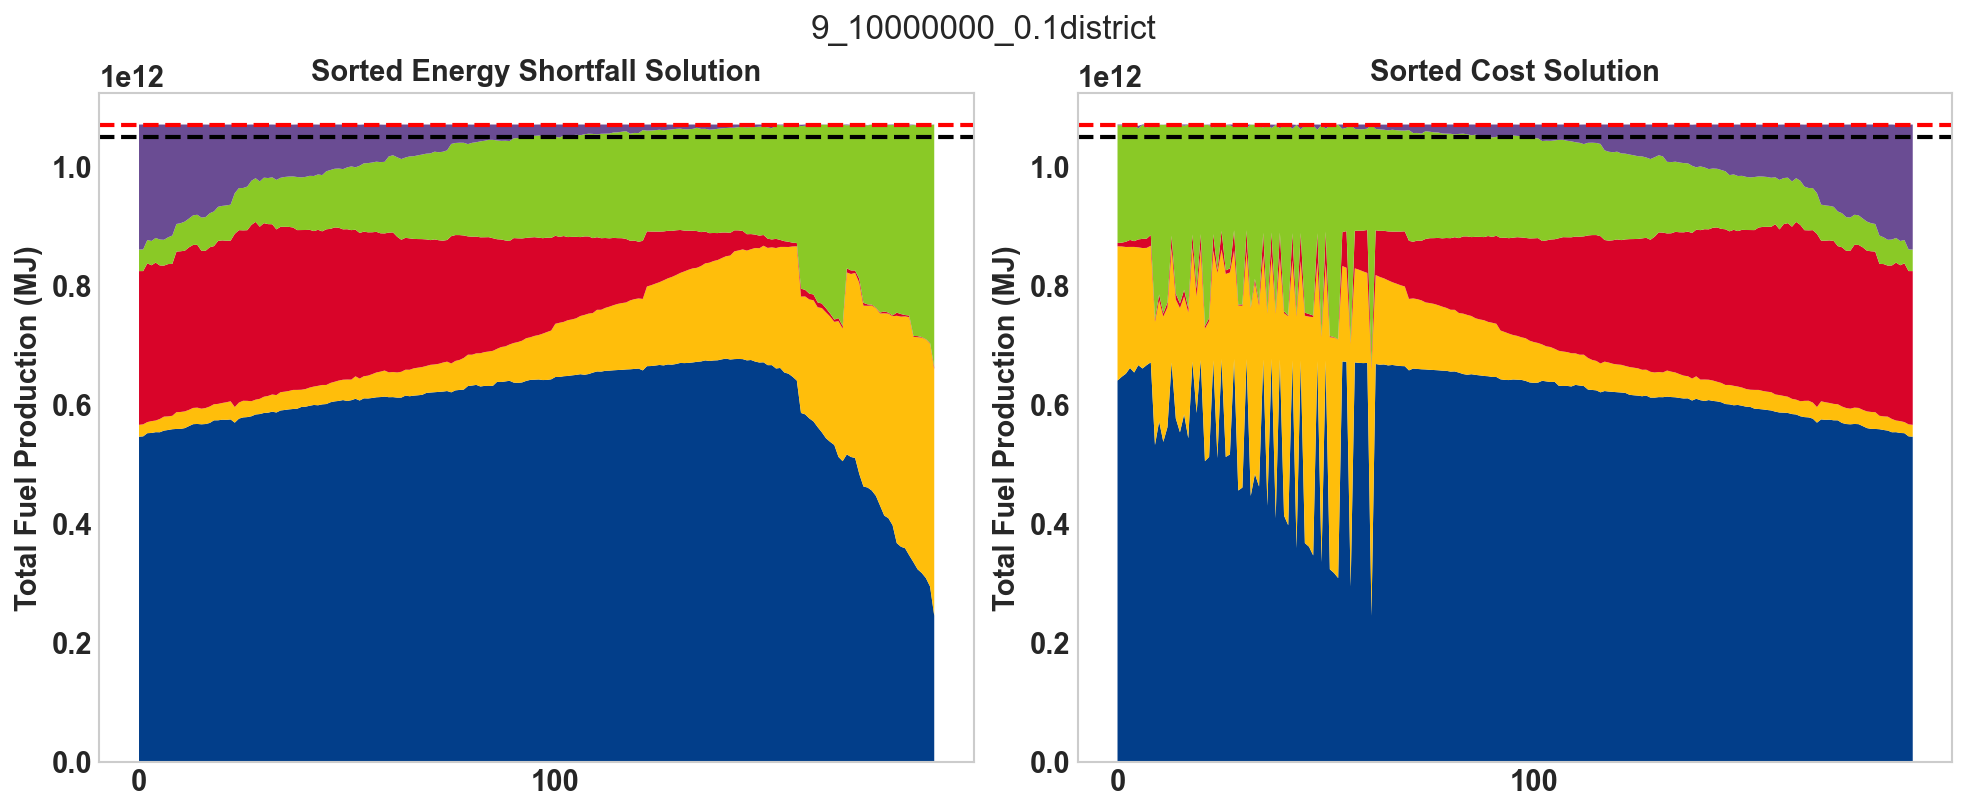 9_10000000_0.1district
Sorted Energy Shortfall Solution
1e12
Total Fuel Production (MJ)
1.0
0.8
0.6
0.4
0.2
0.0
0
100
Sorted Cost Solution
1e12
Total Fuel Production (MJ)
1.0
0.8
0.6
0.4
0.2
0.0
0
100